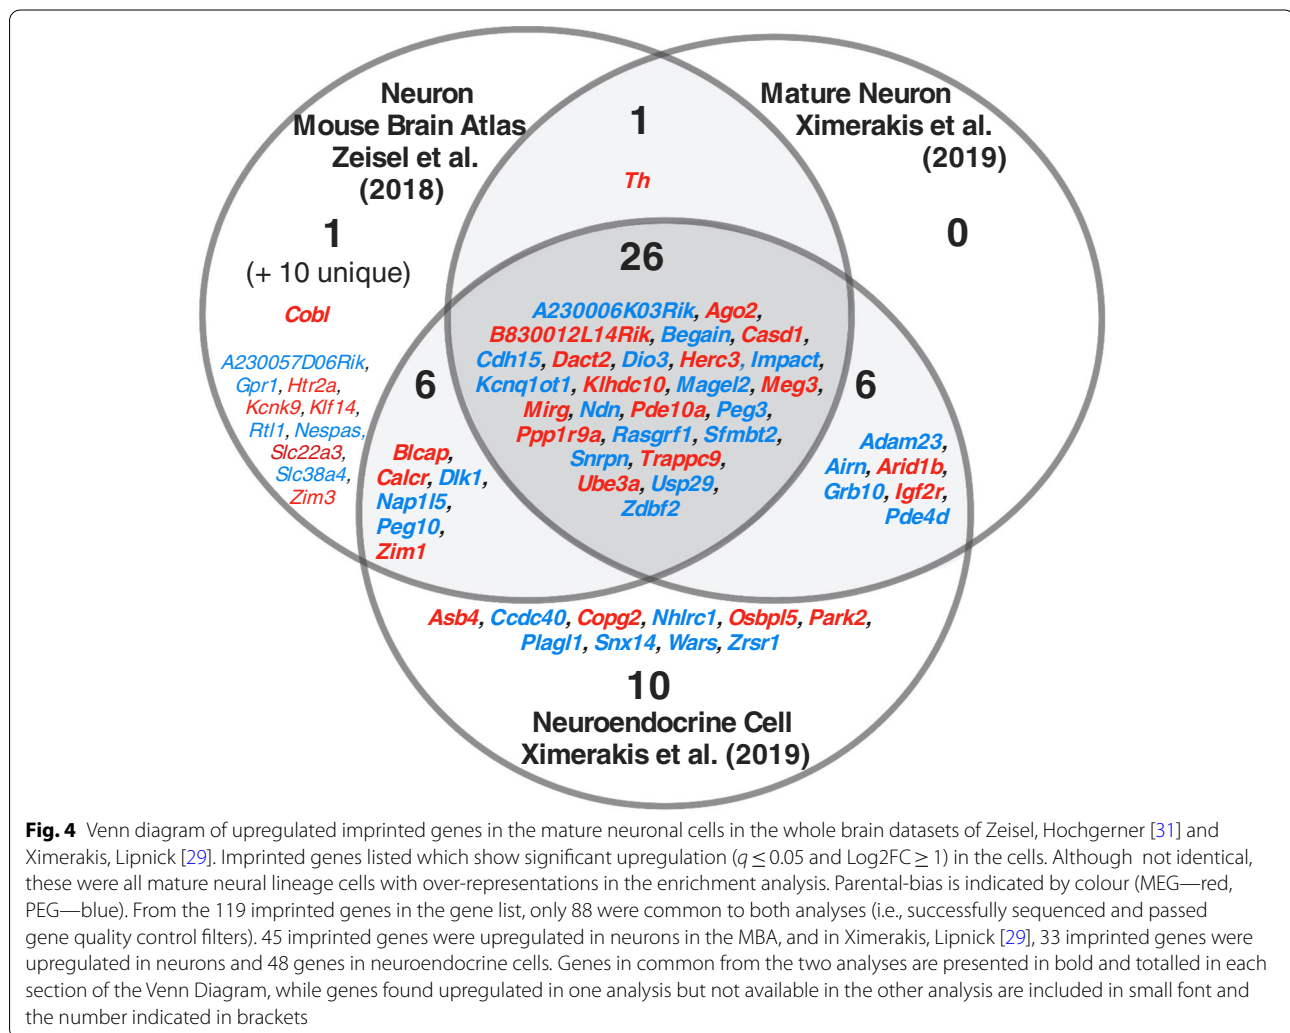 Neuron
Mouse Brain Atlas
Zeisel et al.
(2018)
1
(+ 10 unique)
Cobl
A230057D06Rik,
Gpr1, Htr2a,
Kcnk9, Klf14,
Rtl1, Nespas,
Slc22a3,
Slc38a4,
Zim3
1
Th
Mature Neuron
Ximerakis et al.
(2019)
0
26
A230006K03Rik, Ago2,
B830012L14Rik, Begain, Casd1,
Cdh15, Dact2, Dio3, Herc3, Impact,
Kcnq1ot1, Klhdc10, Magel2, Meg3,
Mirg, Ndn, Pde10a, Peg3,
Ppp1r9a, Rasgrf1, Sfmbt2,
Snrpn, Trappc9,
Ube3a, Usp29,
Zdbf2
6
Blcap,
Calcr, Dlk1,
Nap1l5,
Peg10,
Zim1
6
Adam23,
Airn, Arid1b,
Grb10, Igf2r,
Pde4d
Asb4, Ccdc40, Copg2, Nhlrc1, Osbpl5, Park2,
Plagl1, Snx14, Wars, Zrsr1
10
Neuroendocrine Cell
Ximerakis et al. (2019)
Fig. 4 Venn diagram of upregulated imprinted genes in the mature neuronal cells in the whole brain datasets of Zeisel, Hochgerner [31] and
Ximerakis, Lipnick [29]. Imprinted genes listed which show significant upregulation (q ≤ 0.05 and Log2FC ≥ 1) in the cells. Although not identical,
these were all mature neural lineage cells with over-representations in the enrichment analysis. Parental-bias is indicated by colour (MEG—red,
PEG—blue). From the 119 imprinted genes in the gene list, only 88 were common to both analyses (i.e., successfully sequenced and passed
gene quality control filters). 45 imprinted genes were upregulated in neurons in the MBA, and in Ximerakis, Lipnick [29], 33 imprinted genes were
upregulated in neurons and 48 genes in neuroendocrine cells. Genes in common from the two analyses are presented in bold and totalled in each
section of the Venn Diagram, while genes found upregulated in one analysis but not available in the other analysis are included in small font and
the number indicated in brackets